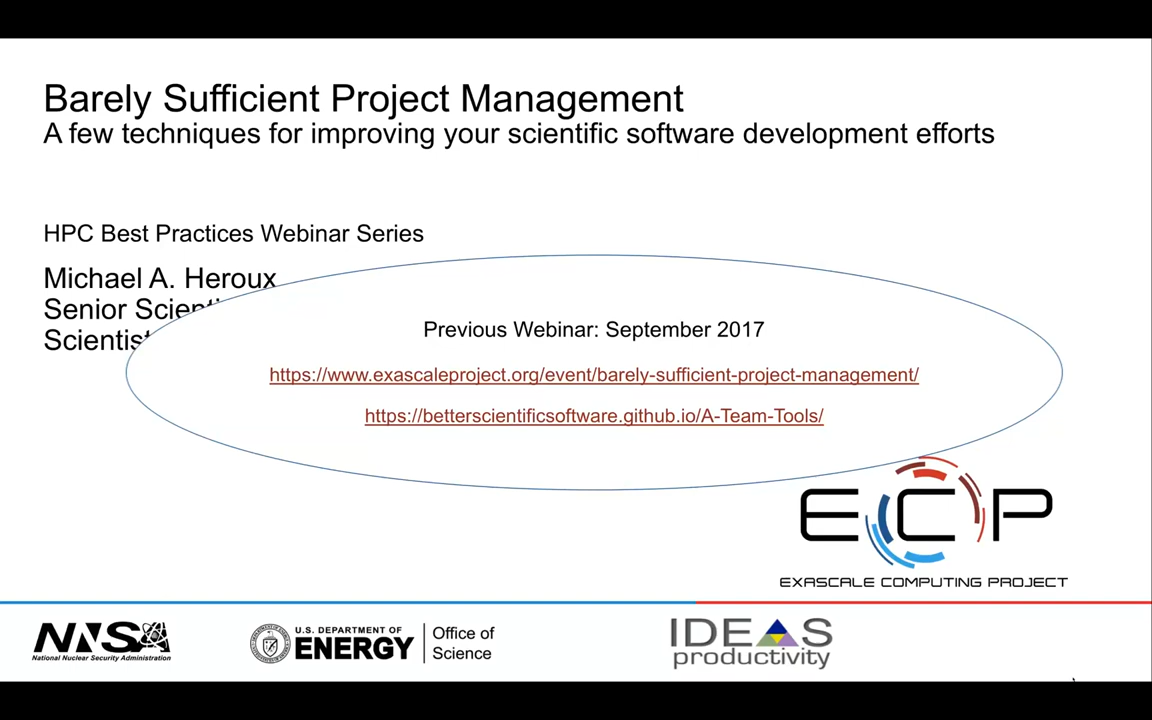 Barely Sufficient Project Management
A few techniques for improving your scientific software development efforts
HPC Best Practices Webinar Series
Michael A. Heroux
Senior
Previous Webinar: September 2017
https://www.exascaleproject.org/event/barely-sufficient-project-management/
https://betterscientificsoftware.github.io/A-Team-Tools/
ECP
EXASCALE COMPUTING PROJECT
NNSA
National Nuclear Security Administration
U.S. DEPARTMENT OF
ENERGY
Office of
Science
IDEAS
productivity